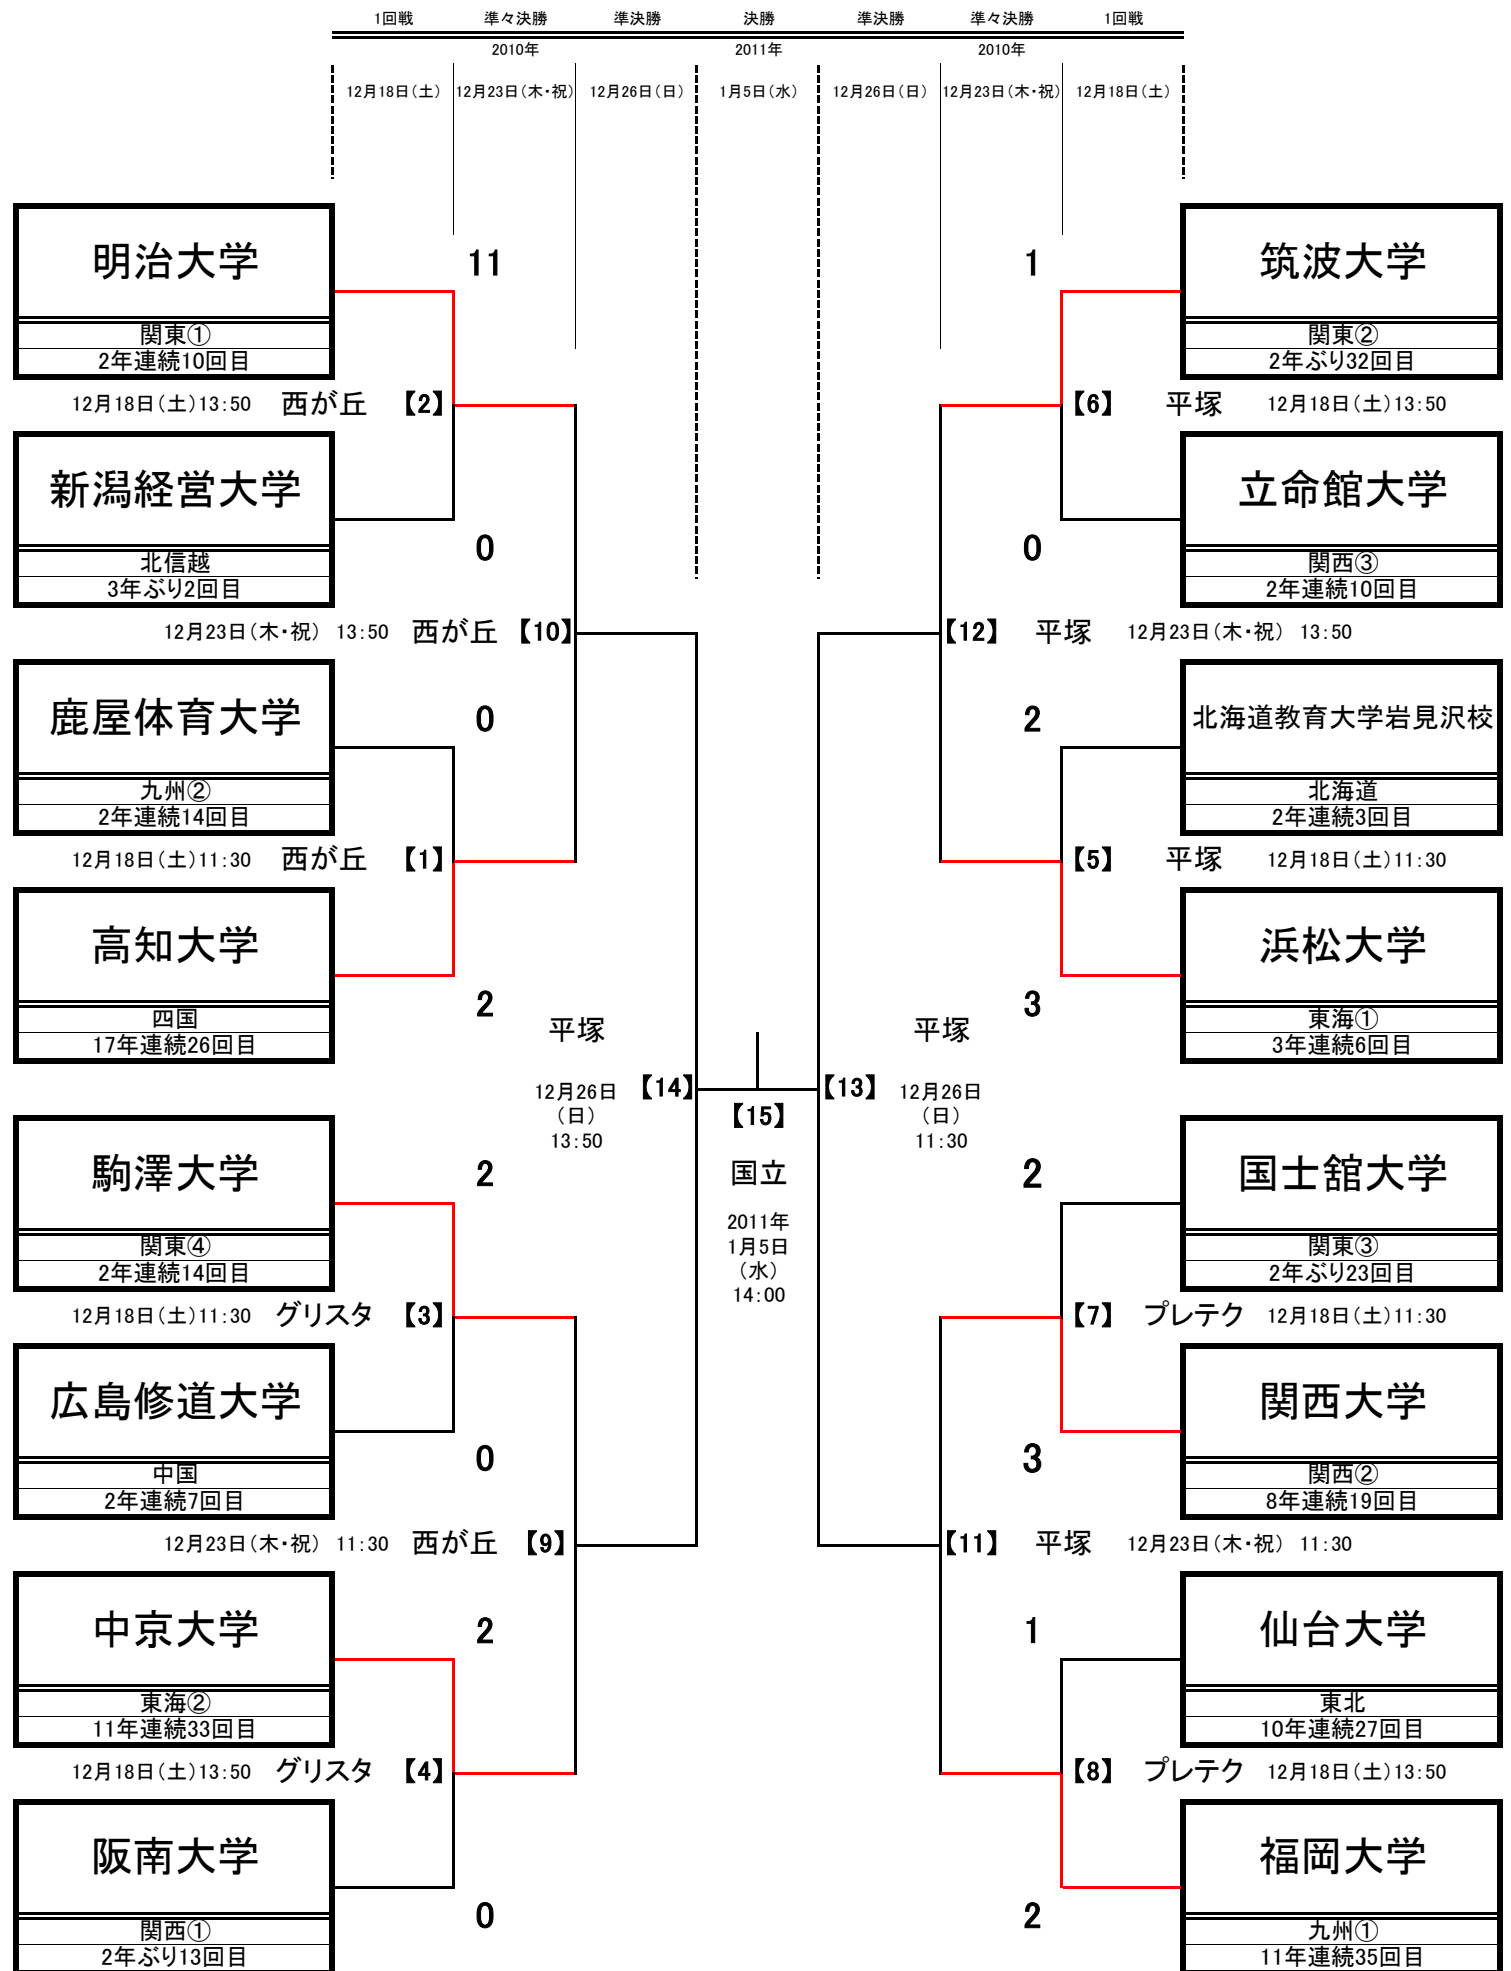 1回戦 準々決勝 準決勝 決勝 準決勝 準々決勝 1回戦
2010年 2011年 2010年
12月18日(土) 12月23日(木・祝) 12月26日(日) 1月5日(水) 12月26日(日) 12月23日(木・祝) 12月18日(土)
明治大学 11 1 筑波大学
関東① 関東②
2年連続10回目 2年ぶり32回目
12月18日(土)13:50 西が丘 【2】 【6】 平塚 12月18日(土)13:50
新潟経営大学 立命館大学
0 0
北信越 関西③
3年ぶり2回目 2年連続10回目
12月23日(木・祝) 13:50 西が丘 【10】 【12】 平塚 12月23日(木・祝) 13:50
鹿屋体育大学 0 2 北海道教育大学岩見沢校
九州② 北海道
2年連続14回目 2年連続3回目
12月18日(土)11:30 西が丘 【1】 【5】 平塚 12月18日(土)11:30
高知大学 浜松大学
2 3
四国 東海①
17年連続26回目 3年連続6回目
平塚 平塚
12月26日 【14】 【13】 12月26日
(日) 【15】 (日)
13:50 11:30
駒澤大学 2 国立 2 国士舘大学
2011年
関東④ 1月5日 関東③
2年連続14回目 (水) 2年ぶり23回目
14:00
12月18日(土)11:30 グリスタ 【3】 【7】 プレテク 12月18日(土)11:30
広島修道大学 関西大学
0 3
中国 関西②
2年連続7回目 8年連続19回目
12月23日(木・祝) 11:30 西が丘 【9】 【11】 平塚 12月23日(木・祝) 11:30
中京大学 2 1 仙台大学
東海② 東北
11年連続33回目 10年連続27回目
12月18日(土)13:50 グリスタ 【4】 【8】 プレテク 12月18日(土)13:50
阪南大学 福岡大学
0 2
関西① 九州①
2年ぶり13回目 11年連続35回目